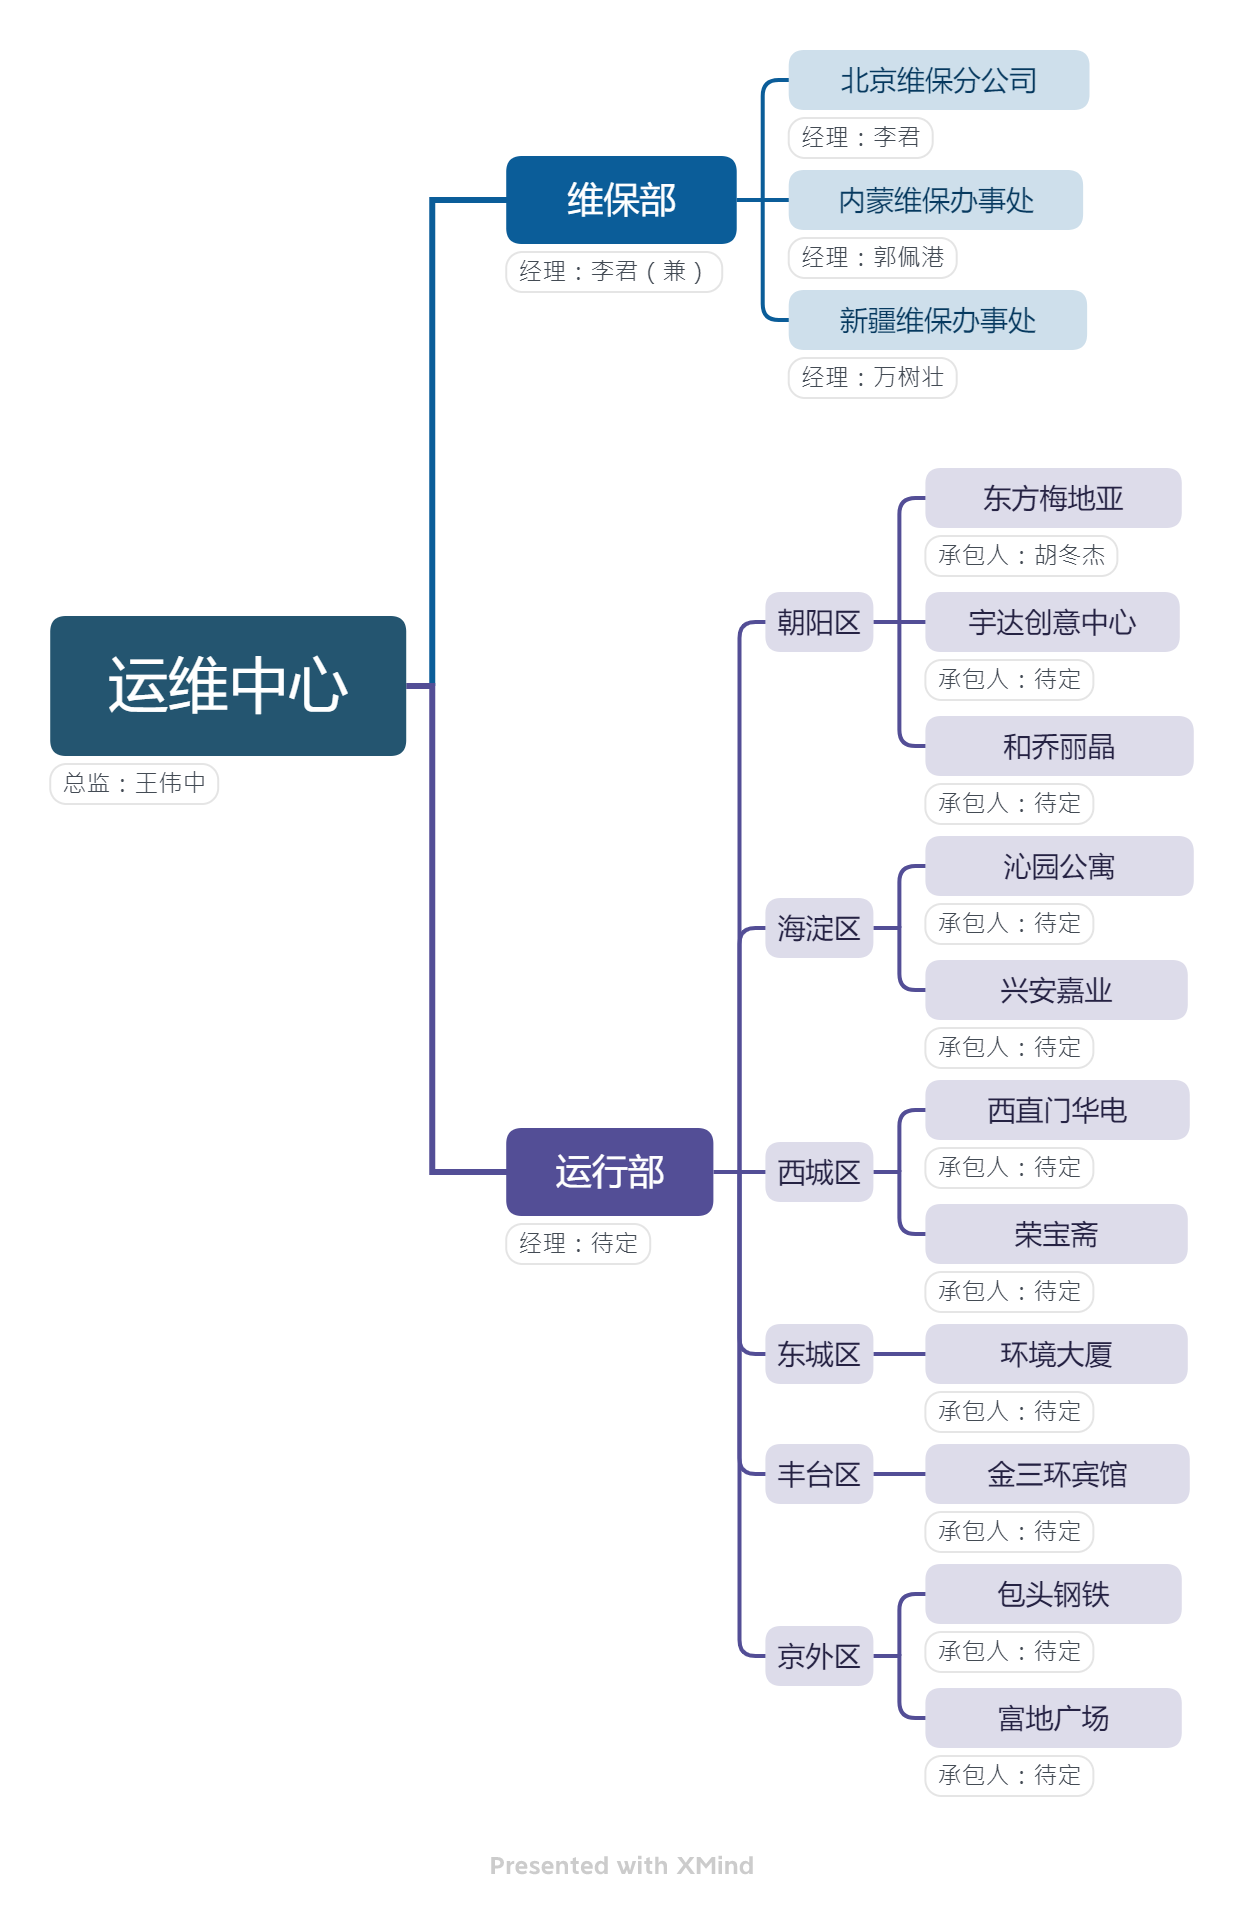 运维中心
总监：王伟中
维保部
经理：李君（兼）
北京维保分公司
经理：李君
内蒙维保办事处
经理：郭佩港
新疆维保办事处
经理：万树壮
运行部
经理：待定
朝阳区
东方梅地亚
承包人：胡冬杰
宇达创意中心
承包人：待定
和乔丽晶
承包人：待定
海淀区
沁园公寓
承包人：待定
兴安嘉业
承包人：待定
西城区
西直门华电
承包人：待定
荣宝斋
承包人：待定
东城区
环境大厦
承包人：待定
丰台区
金三环宾馆
承包人：待定
京外区
包头钢铁
承包人：待定
富地广场
承包人：待定
Presented with XMind